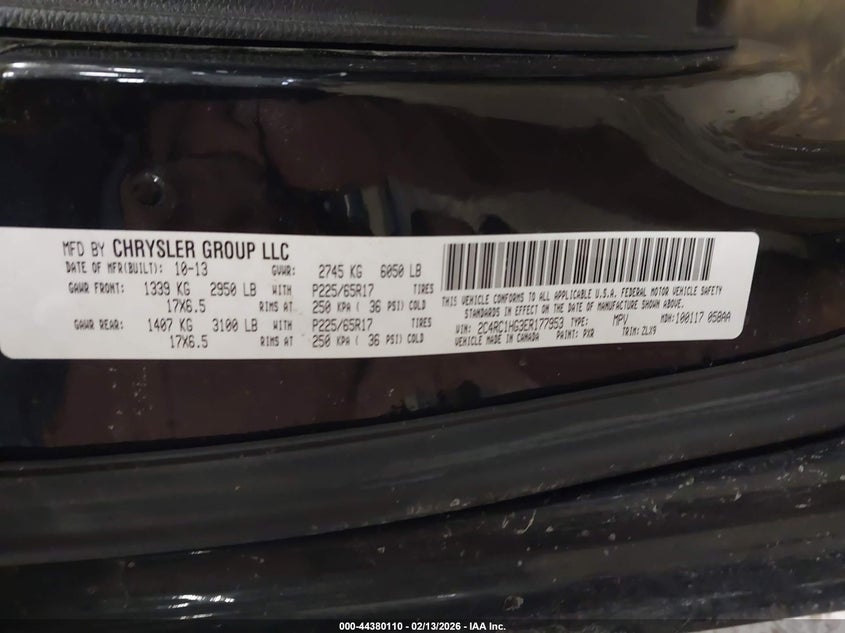 MFD BY CHRYSLER GROUP LLC
DATE OF MFR(BUILT): 10-13 GVWR: 2745 KG 6050 LB
GAWR FRONT: 1339 KG 2950 LB WITH P225/65R17 TIRES
17X6.5 RIMS AT 250 KPA ( 36 PSI) COLD
GAWR REAR: 1407 KG 3100 LB WITH P225/65R17 TIRES
17X6.5 RIMS AT 250 KPA ( 36 PSI) COLD
THIS VEHICLE CONFORMS TO ALL APPLICABLE U.S.A. FEDERAL MOTOR VEHICLE SAFETY
STANDARDS IN EFFECT ON THE DATE OF MANUFACTURE SHOWN ABOVE.
VIN: 2C4RC1HG3ER177953 TYPE: MPV MDH:100117 050AA
VEHICLE MADE IN CANADA PAINT: PXR TRIM: ZLX9
000-44380110 - 02/13/2026 - IAA Inc.